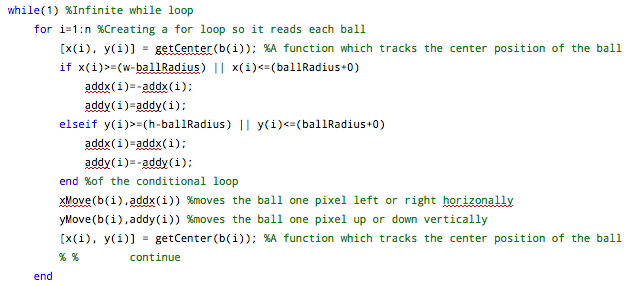 while(1) %Infinite while loop
for i=1:n %Creating a for loop so it reads each ball
[x(i), y(i)] = getCenter(b(i)); %A function which tracks the center position of the ball
if x(i)>=(w-ballRadius) || x(i)<=(ballRadius+0)
addx(i)=-addx(i);
addy(i)=addy(i);
elseif y(i)>=(h-ballRadius) || y(i)<=(ballRadius+0)
addx(i)=addx(i);
addy(i)=-addy(i);
end %of the conditional loop
xMove(b(i),addx(i)) %moves the ball one pixel left or right horizonally
yMove(b(i),addy(i)) %moves the ball one pixel up or down vertically
[x(i), y(i)] = getCenter(b(i)); %A function which tracks the center position of the ball
% % continue
end